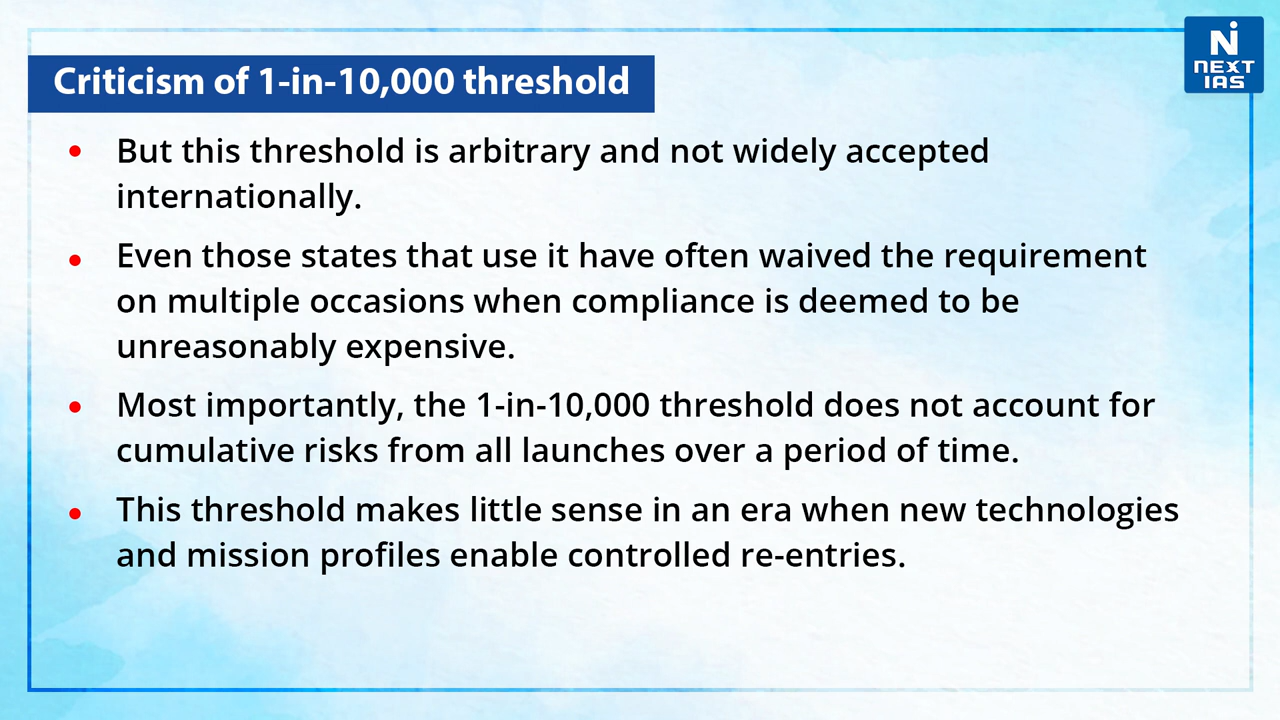 NEXT
IAS
Criticism of 1-in-10,000 threshold
• But this threshold is arbitrary and not widely accepted
internationally.
• Even those states that use it have often waived the requirement
on multiple occasions when compliance is deemed to be
unreasonably expensive.
• Most importantly, the 1-in-10,000 threshold does not account for
cumulative risks from all launches over a period of time.
• This threshold makes little sense in an era when new technologies
and mission profiles enable controlled re-entries.